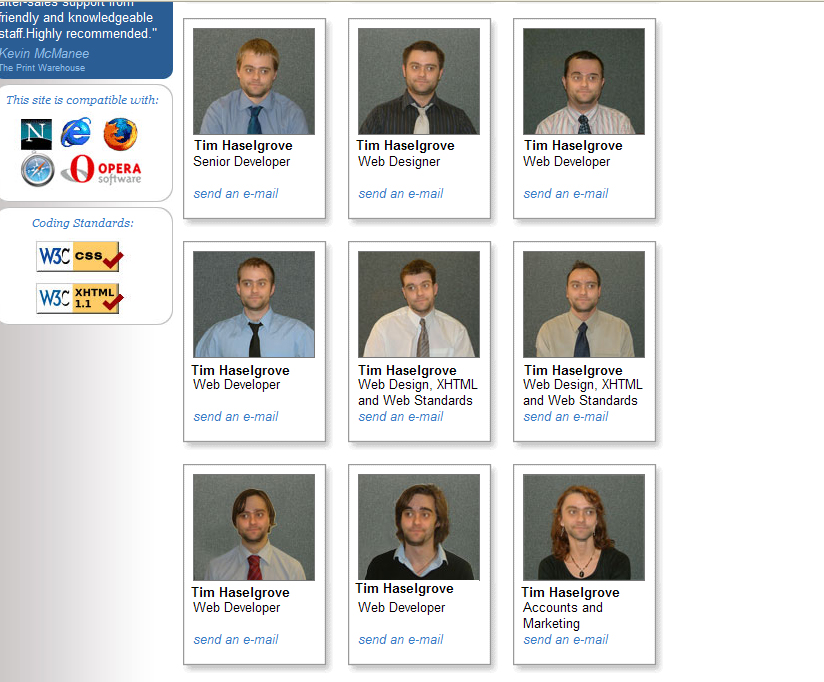 after-sales support from
friendly and knowledgeable
staff.Highly recommended."
Kevin McManee
The Print Warehouse
This site is compatible with:
N
OPERA
software
Coding Standards:
W3C CSS
W3C XHTML
1.1
Tim Haselgrove
Senior Developer
send an e-mail
Tim Haselgrove
Web Designer
send an e-mail
Tim Haselgrove
Web Developer
send an e-mail
Tim Haselgrove
Web Developer
send an e-mail
Tim Haselgrove
Web Design, XHTML
and Web Standards
send an e-mail
Tim Haselgrove
Web Design, XHTML
and Web Standards
send an e-mail
Tim Haselgrove
Web Developer
send an e-mail
Tim Haselgrove
Web Developer
send an e-mail
Tim Haselgrove
Accounts and
Marketing
send an e-mail